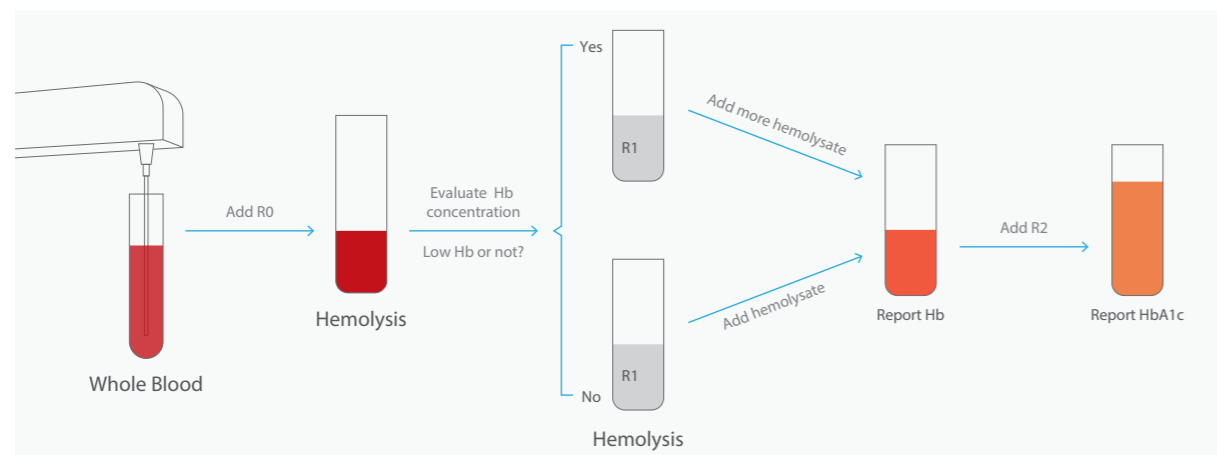 Whole Blood
Add R0
Hemolysis
Evaluate Hb
concentration
Low Hb or not?
Yes
R1
No
R1
Hemolysis
Add more hemolysate
Add hemolysate
Report Hb
Add R2
Report HbA1c